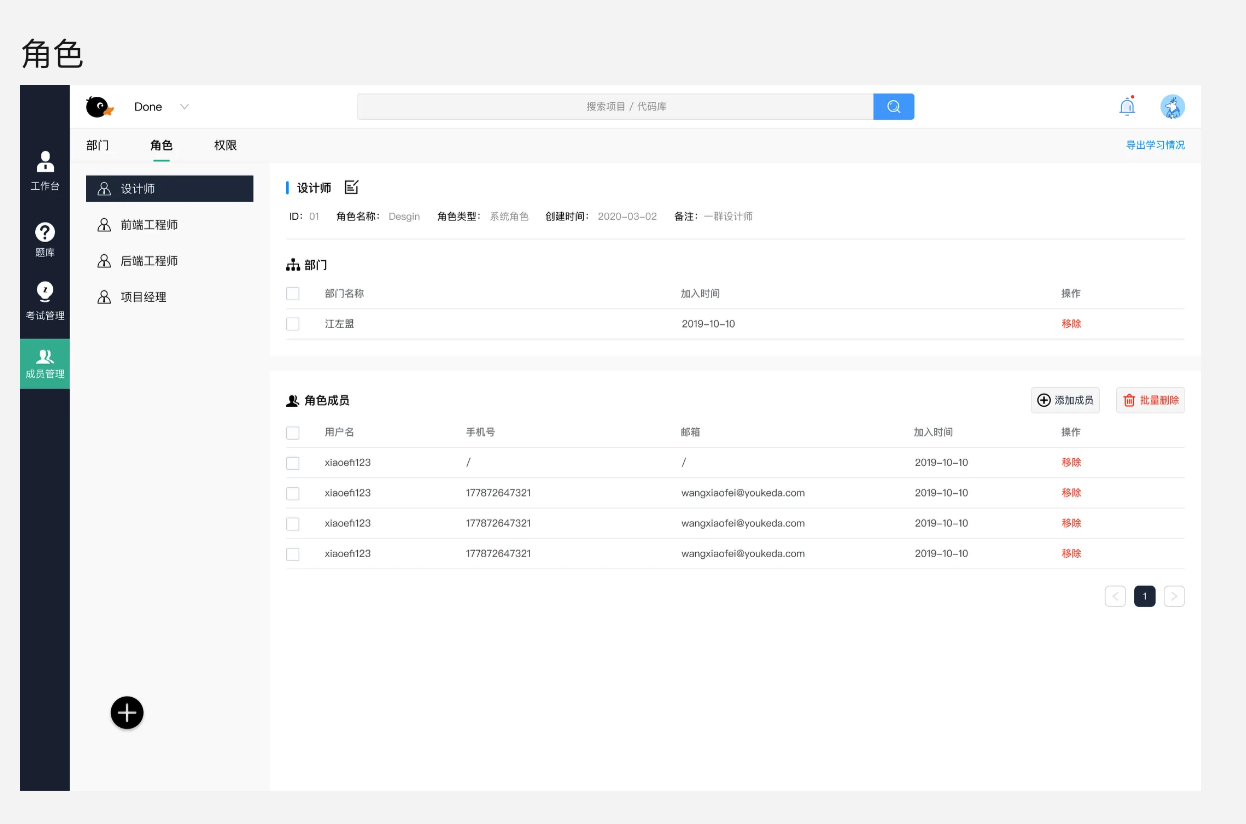 角色
Done
搜索项目 / 代码库
部门 角色 权限
导出学习情况
工作台
题库
考试管理
成员管理
设计师
前端工程师
后端工程师
项目经理
设计师
ID: 01 角色名称: Desgin 角色类型: 系统角色 创建时间: 2020-03-02 备注: 一群设计师
部门
部门名称 加入时间 操作
江左盟 2019-10-10 移除
角色成员
添加成员 批量删除
用户名 手机号 邮箱 加入时间 操作
xiaoefi123 / / 2019-10-10 移除
xiaoefi123 177872647321 wangxiaofei@youkeda.com 2019-10-10 移除
xiaoefi123 177872647321 wangxiaofei@youkeda.com 2019-10-10 移除
xiaoefi123 177872647321 wangxiaofei@youkeda.com 2019-10-10 移除
1